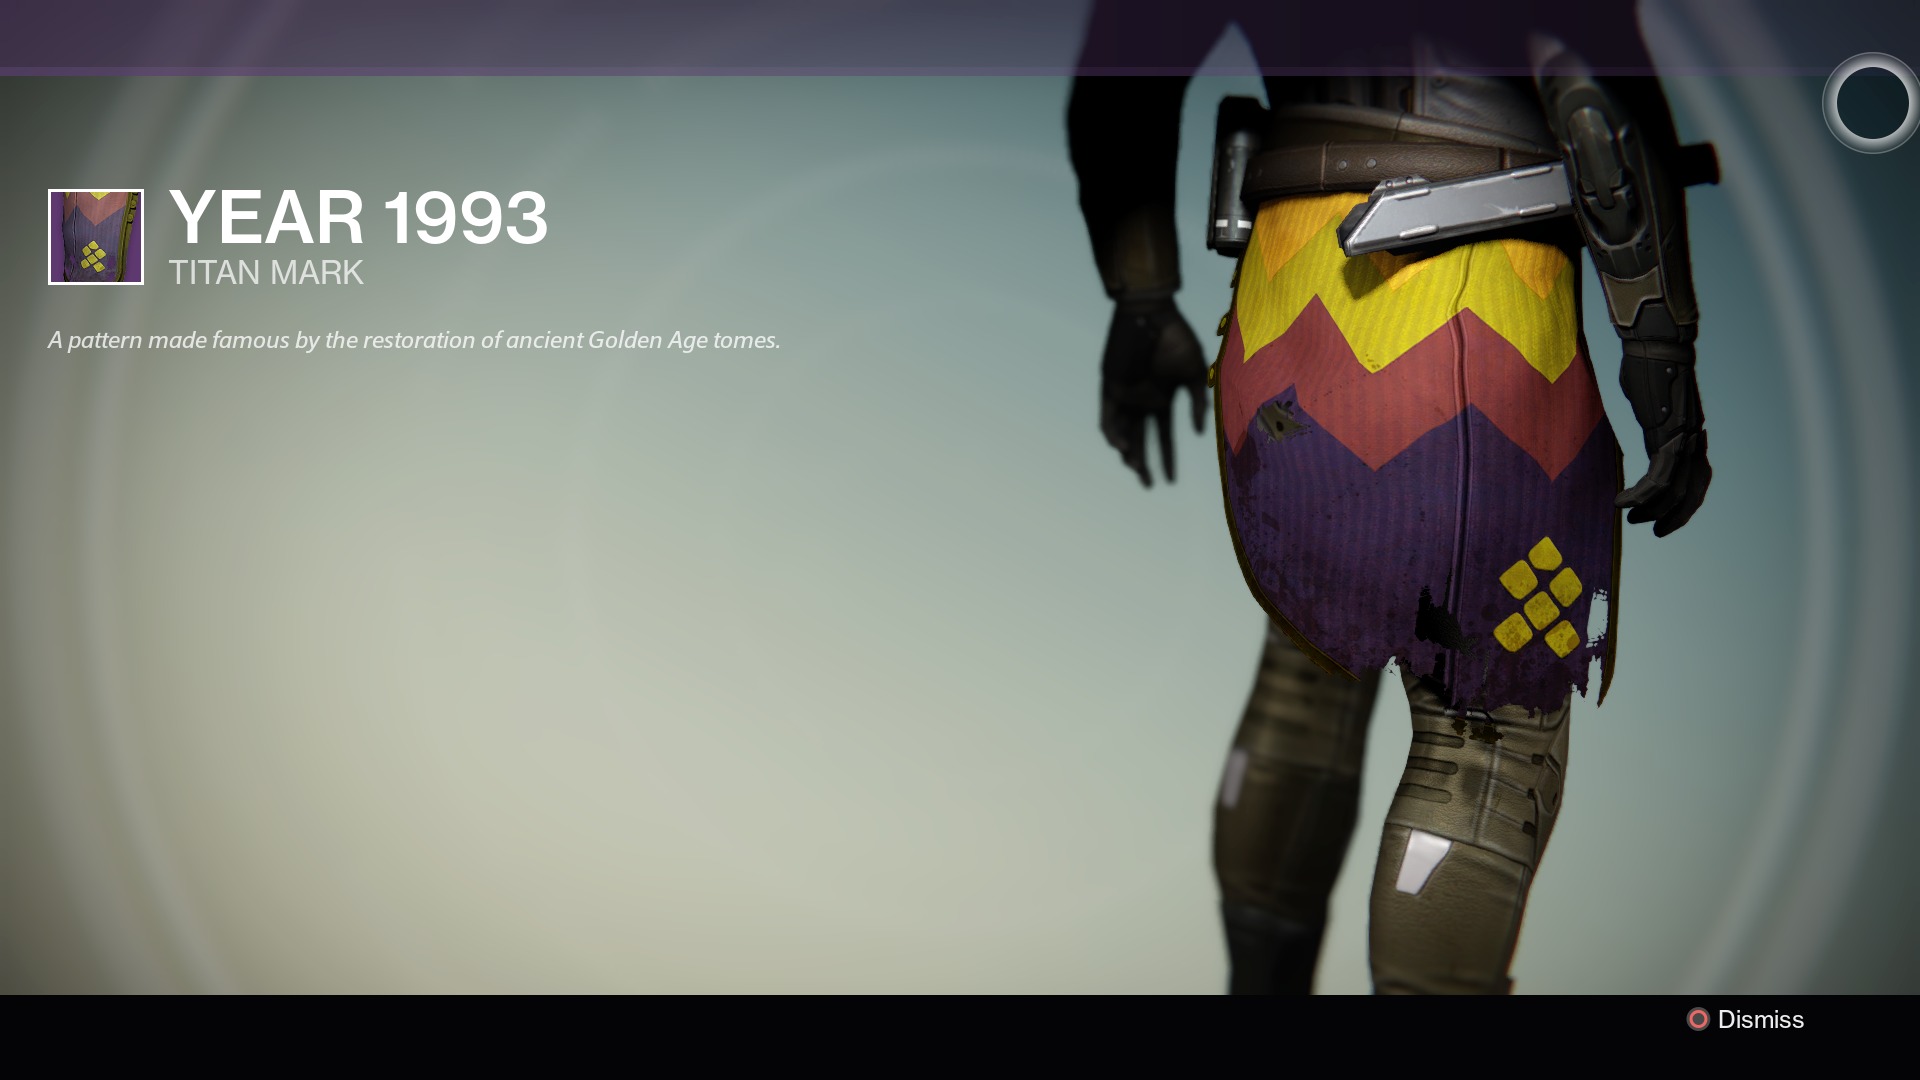 YEAR 1993
TITAN MARK
A pattern made famous by the restoration of ancient Golden Age tomes.
Dismiss